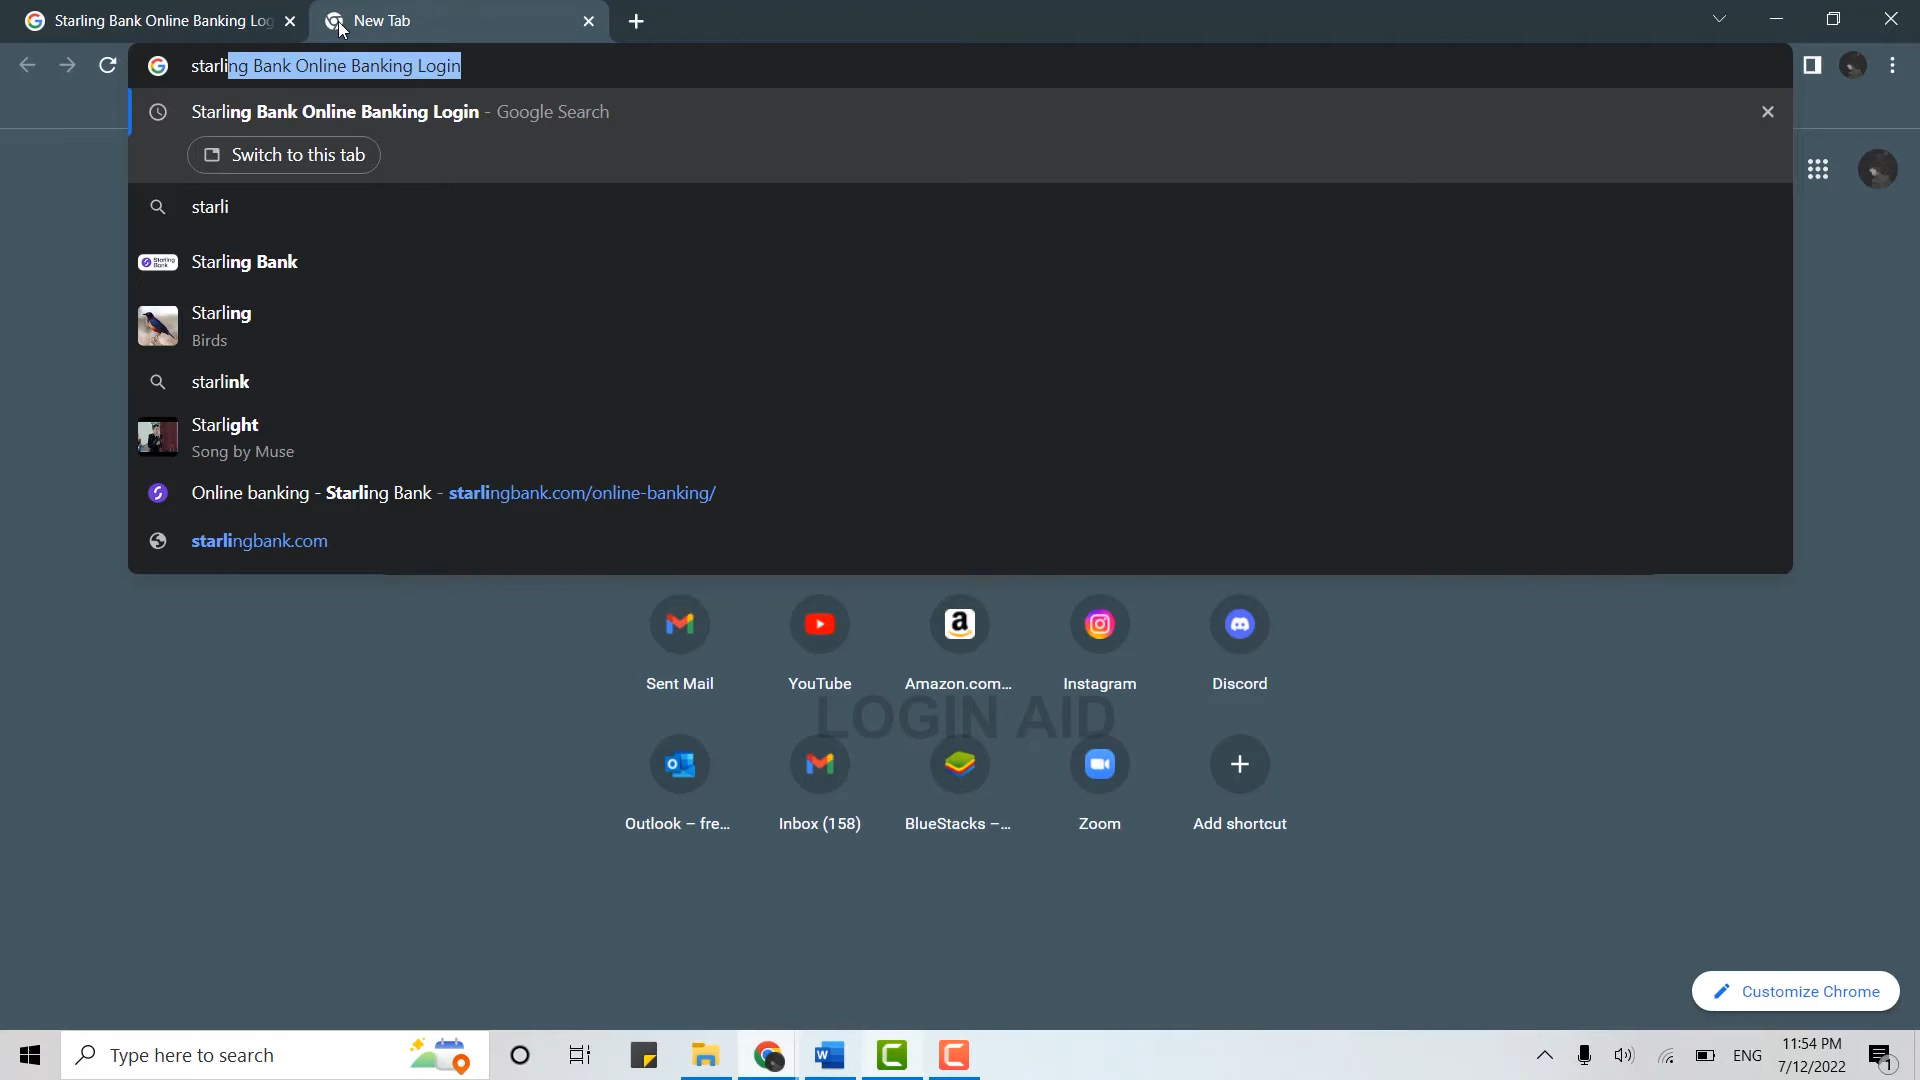 Starling Bank Online Banking Log
New Tab
starling Bank Online Banking Login
Starling Bank Online Banking Login - Google Search
Switch to this tab
starli
Starling Bank
Starling Bank
Starling
Birds
starlink
Starlight
Song by Muse
Online banking - Starling Bank - starlingbank.com/online-banking/
starlingbank.com
Sent Mail
YouTube
Amazon.com...
Instagram
Discord
LOGIN AID
Outlook – fre...
Inbox (158)
BlueStacks –...
Zoom
Add shortcut
Customize Chrome
Type here to search
ENG
11:54 PM
7/12/2022
1